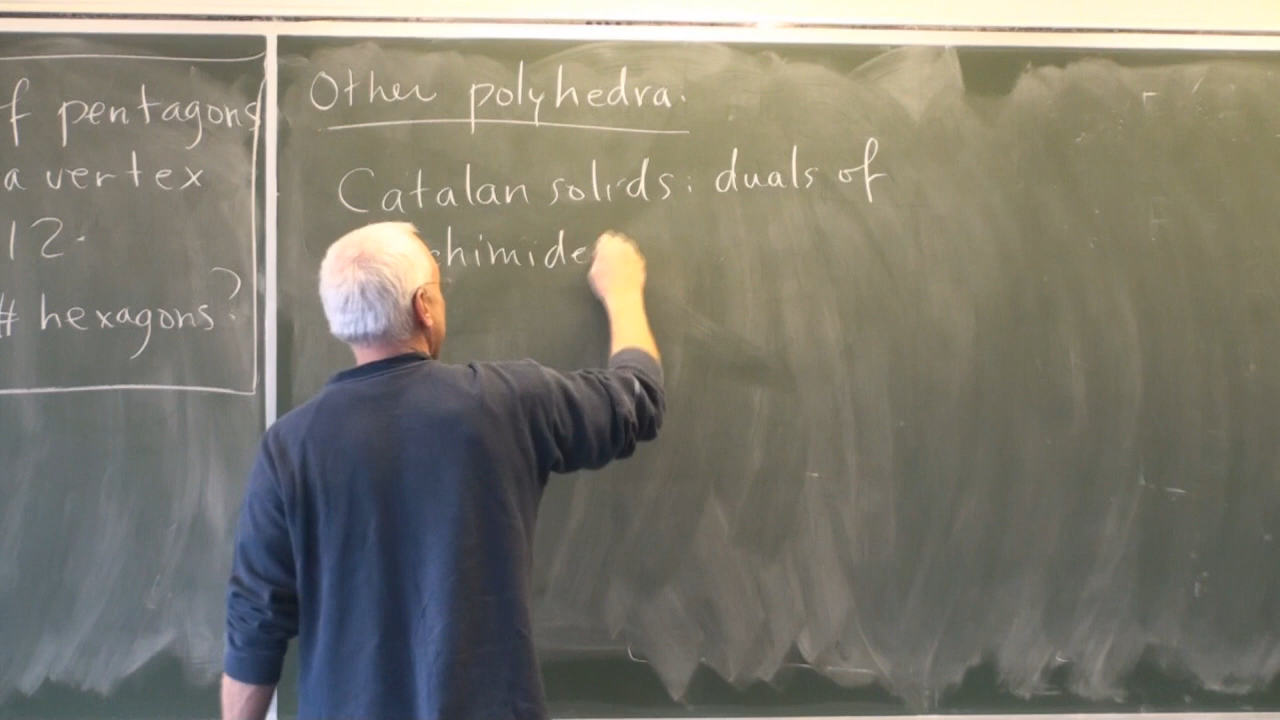 f pentagons
a vertex
12.
# hexagons?
Other polyhedra.
Catalan solids: duals of
chimide